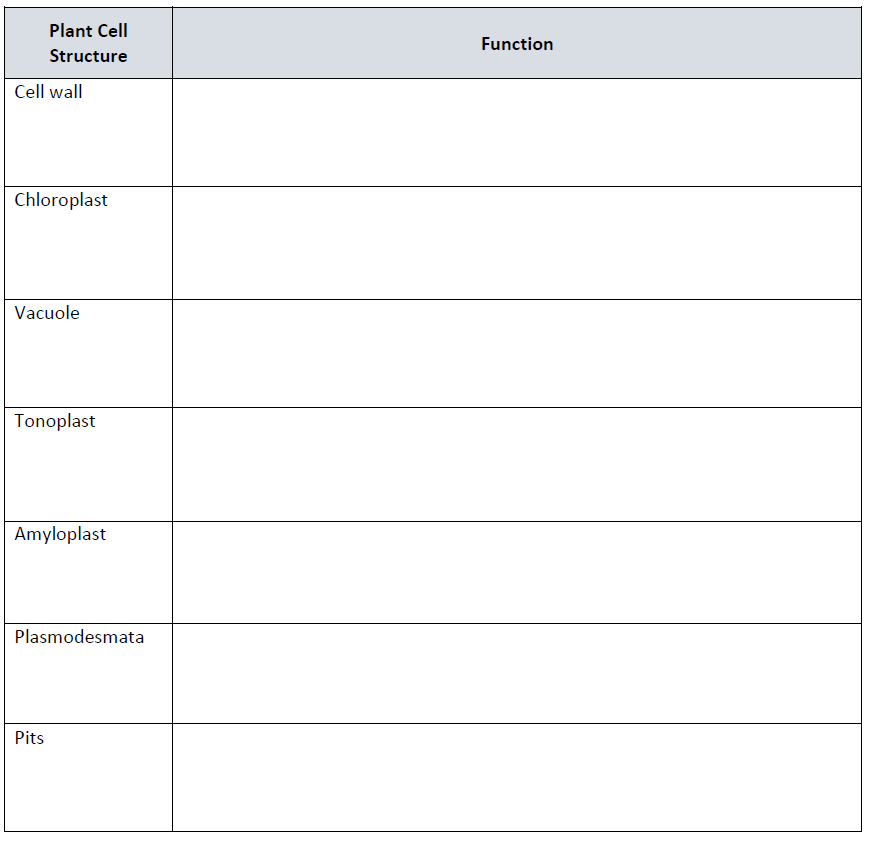 Plant Cell
Structure
Function
Cell wall
Chloroplast
Vacuole
Tonoplast
Amyloplast
Plasmodesmata
Pits